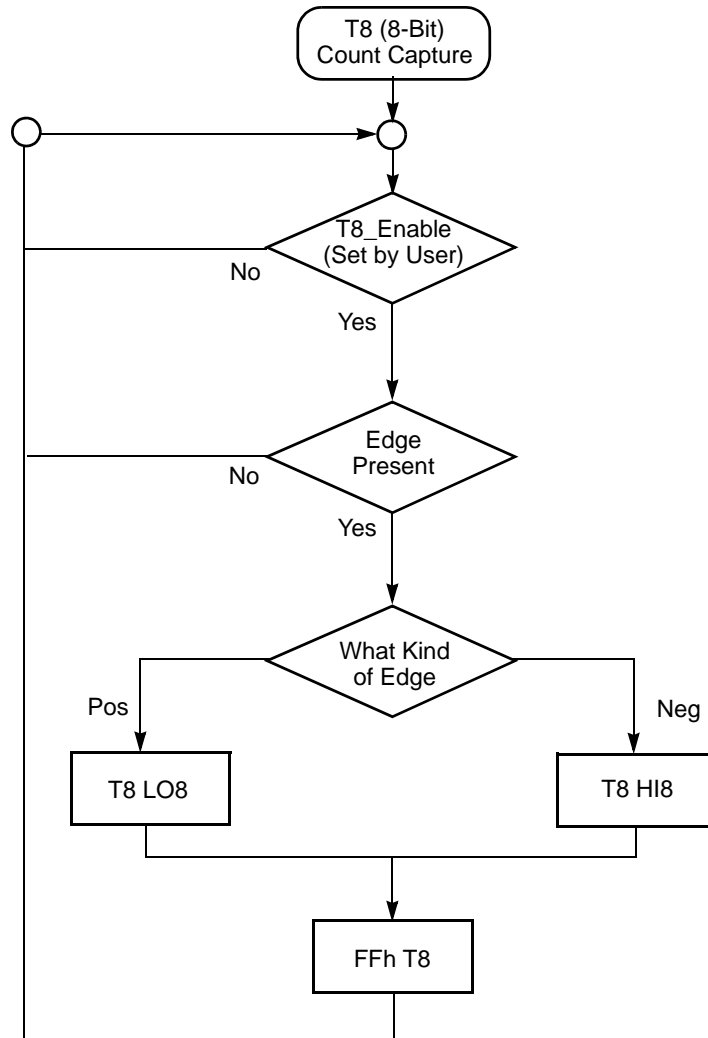 T8 (8-Bit)
Count Capture
T8_Enable
(Set by User)
No
Yes
Edge
Present
No
Yes
What Kind
of Edge
Pos
Neg
T8 LO8
T8 HI8
FFh T8